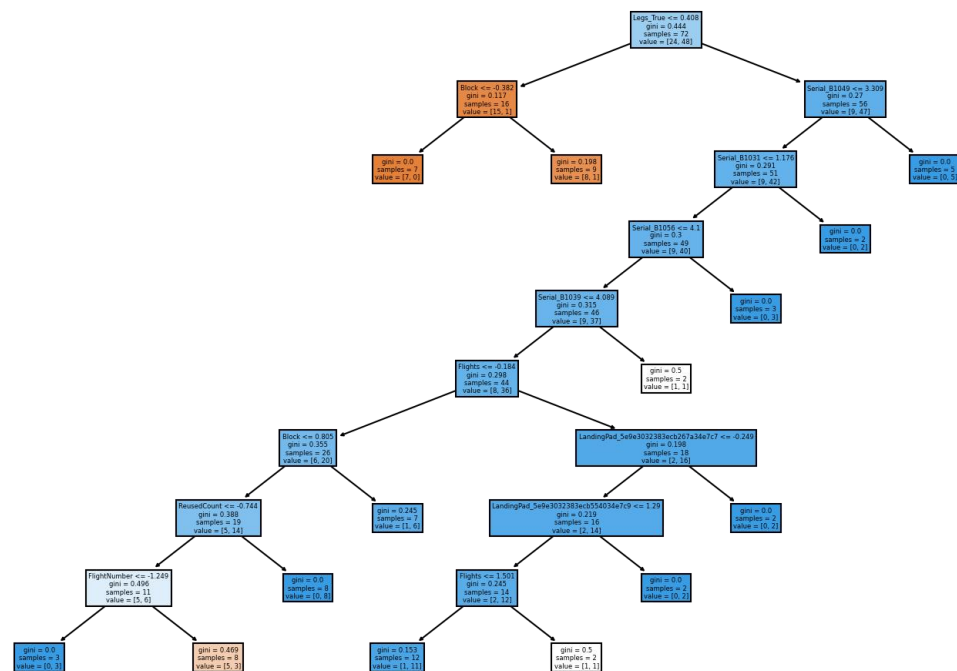 Legs_True <= 0.408
gini = 0.444
samples = 72
value = [24, 48]
Block <= -0.382
gini = 0.117
samples = 16
value = [15, 1]
Serial_B1049 <= 3.309
gini = 0.27
samples = 56
value = [9, 47]
gini = 0.0
samples = 7
value = [7, 0]
gini = 0.198
samples = 9
value = [8, 1]
Serial_B1031 <= 1.176
gini = 0.291
samples = 51
value = [9, 42]
gini = 0.0
samples = 5
value = [0, 5]
Serial_B1056 <= 4.1
gini = 0.3
samples = 49
value = [9, 40]
gini = 0.0
samples = 2
value = [0, 2]
Serial_B1039 <= 4.089
gini = 0.315
samples = 46
value = [9, 37]
gini = 0.0
samples = 3
value = [0, 3]
Flights <= -0.184
gini = 0.298
samples = 44
value = [8, 36]
gini = 0.5
samples = 2
value = [1, 1]
Block <= 0.805
gini = 0.355
samples = 26
value = [6, 20]
LandingPad_5e9e3032383ecb267a34e7c7 <= -0.249
gini = 0.198
samples = 18
value = [2, 16]
ReusedCount <= -0.744
gini = 0.388
samples = 19
value = [5, 14]
gini = 0.245
samples = 7
value = [1, 6]
LandingPad_5e9e3032383ecb554034e7c9 <= 1.29
gini = 0.219
samples = 16
value = [2, 14]
gini = 0.0
samples = 2
value = [0, 2]
FlightNumber <= -1.249
gini = 0.496
samples = 11
value = [5, 6]
gini = 0.0
samples = 8
value = [0, 8]
Flights <= 1.501
gini = 0.245
samples = 14
value = [2, 12]
gini = 0.0
samples = 2
value = [0, 2]
gini = 0.0
samples = 3
value = [0, 3]
gini = 0.469
samples = 8
value = [5, 3]
gini = 0.153
samples = 12
value = [1, 11]
gini = 0.5
samples = 2
value = [1, 1]